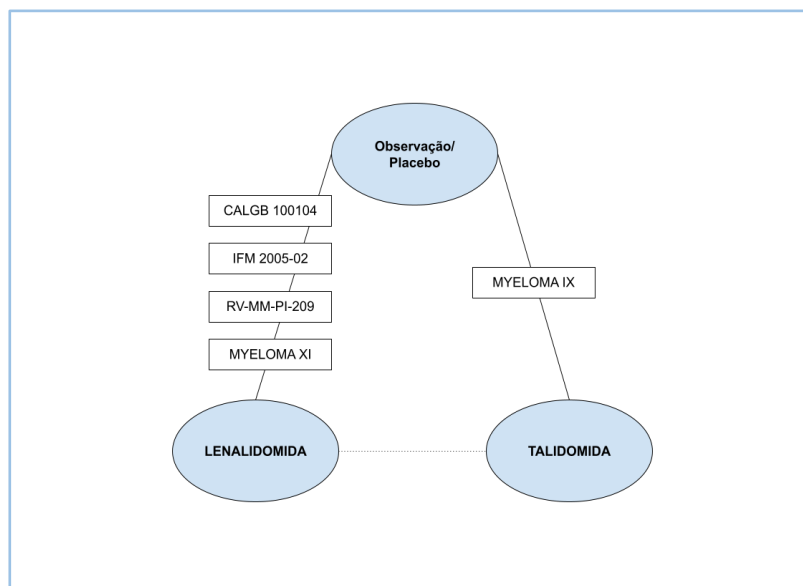 Observação/
Placebo
CALGB 100104
IFM 2005-02
RV-MM-PI-209
MYELOMA XI
MYELOMA IX
LENALIDOMIDA
TALIDOMIDA